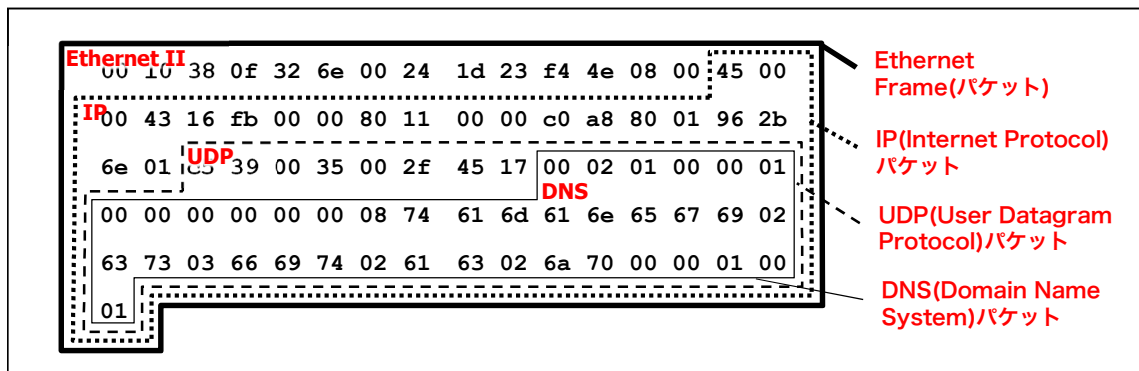 Ethernet II
00 10 38 0f 32 6e 00 24 1d 23 f4 4e 08 00 45 00
IP
00 43 16 fb 00 00 80 11 00 00 c0 a8 80 01 96 2b
UDP
6e 01 c5 39 00 35 00 2f 45 17 00 02 01 00 00 01
DNS
00 00 00 00 00 00 08 74 61 6d 61 6e 65 67 69 02
63 73 03 66 69 74 02 61 63 02 6a 70 00 00 01 00
01
Ethernet
Frame(パケット)
IP(Internet Protocol)
パケット
UDP(User Datagram
Protocol)パケット
DNS(Domain Name
System)パケット